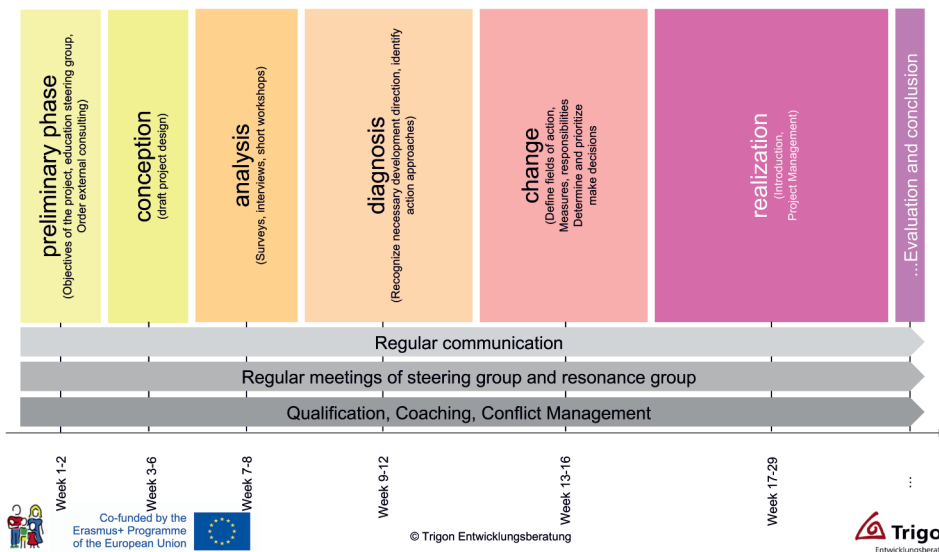 preliminary phase
(Objectives of the project, education steering group,
Order external consulting)
conception
(draft project design)
analysis
(Surveys, interviews, short workshops)
diagnosis
(Recognize necessary development direction, identify
action approaches)
change
(Define fields of action,
Measures, responsibilities
Determine and prioritize
make decisions
realization
(Introduction,
Project Management)
...Evaluation and conclusion
Regular communication
Regular meetings of steering group and resonance group
Qualification, Coaching, Conflict Management
Week 1-2
Week 3-6
Week 7-8
Week 9-12
Week 13-16
Week 17-29
...
Co-funded by the
Erasmus+ Programme
of the European Union
© Trigon Entwicklungsberatung
Trigo
Entwicklungsberat